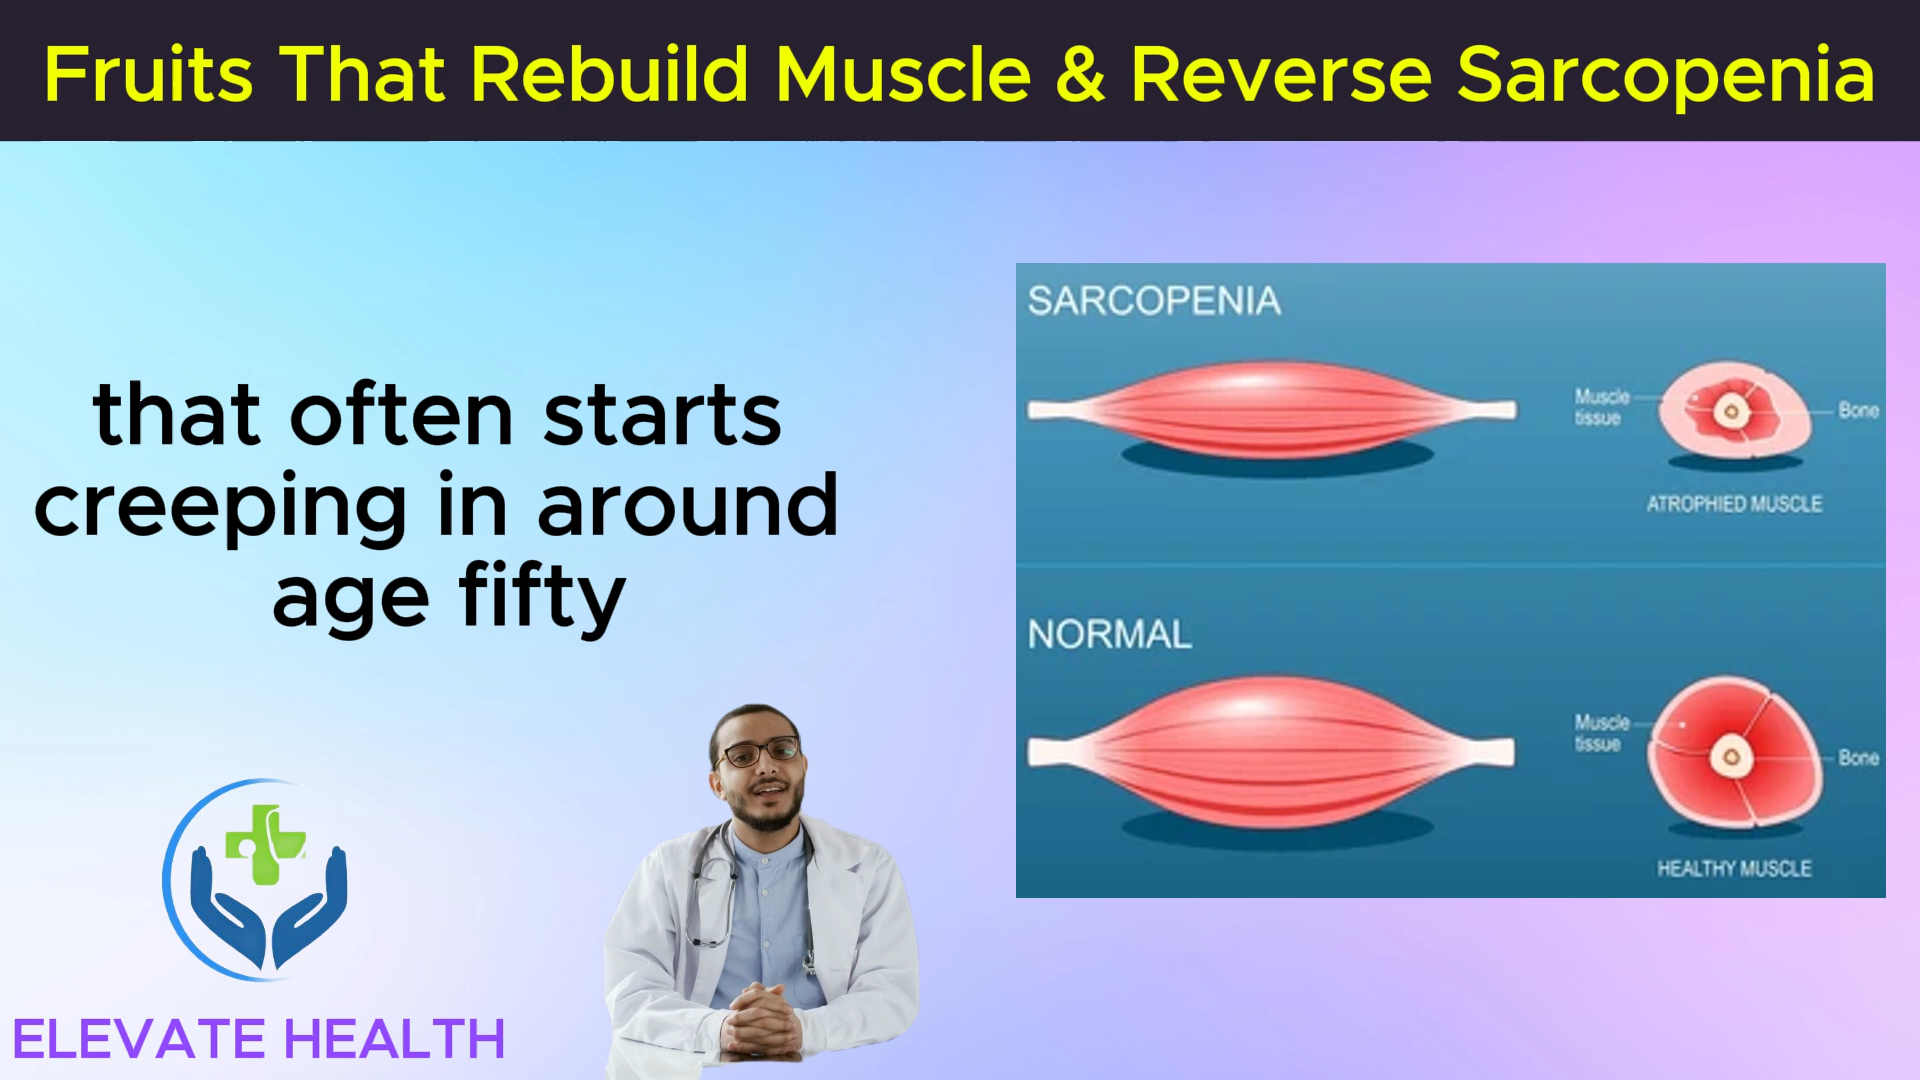 Fruits That Rebuild Muscle & Reverse Sarcopenia
that often starts
creeping in around
age fifty
ELEVATE HEALTH
SARCOPENIA
Muscle
tissue
Bone
ATROPHIED MUSCLE
NORMAL
Muscle
tissue
Bone
HEALTHY MUSCLE